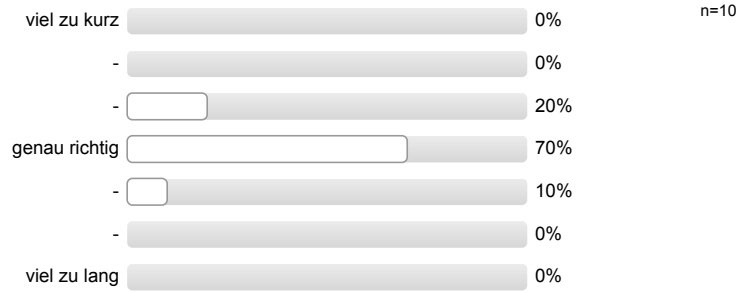 viel zu kurz 0% n=10
- 0%
- 20%
genau richtig 70%
- 10%
- 0%
viel zu lang 0%